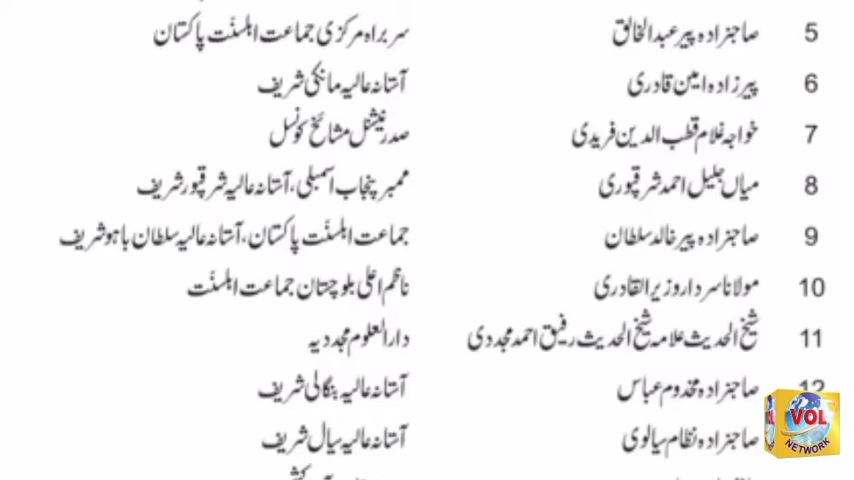 5 صاحبزادہ پیر عبدالخالق سربراہ مرکزی جماعت اہلسنّت پاکستان
6 پیرزادہ امین قادری آستانہ عالیہ مانکی شریف
7 خواجہ غلام قطب الدین فریدی صدر نیشنل مشائخ کونسل
8 میاں جلیل احمد شرقپوری ممبر پنجاب اسمبلی، آستانہ عالیہ شرقپور شریف
9 صاحبزادہ پیر خالد سلطان جماعت اہلسنّت پاکستان، آستانہ عالیہ سلطان باہو شریف
10 مولانا سردار وزیر القادری ناظم اعلی بلوچستان جماعت اہلسنّت
11 شیخ الحدیث علامہ شیخ الحدیث رفیق احمد مجددی دارالعلوم مجددیہ
12 صاحبزادہ مخدوم عباس آستانہ عالیہ بنگالی شریف
صاحبزادہ نظام سیالوی آستانہ عالیہ سیال شریف
VOL
NETWORK